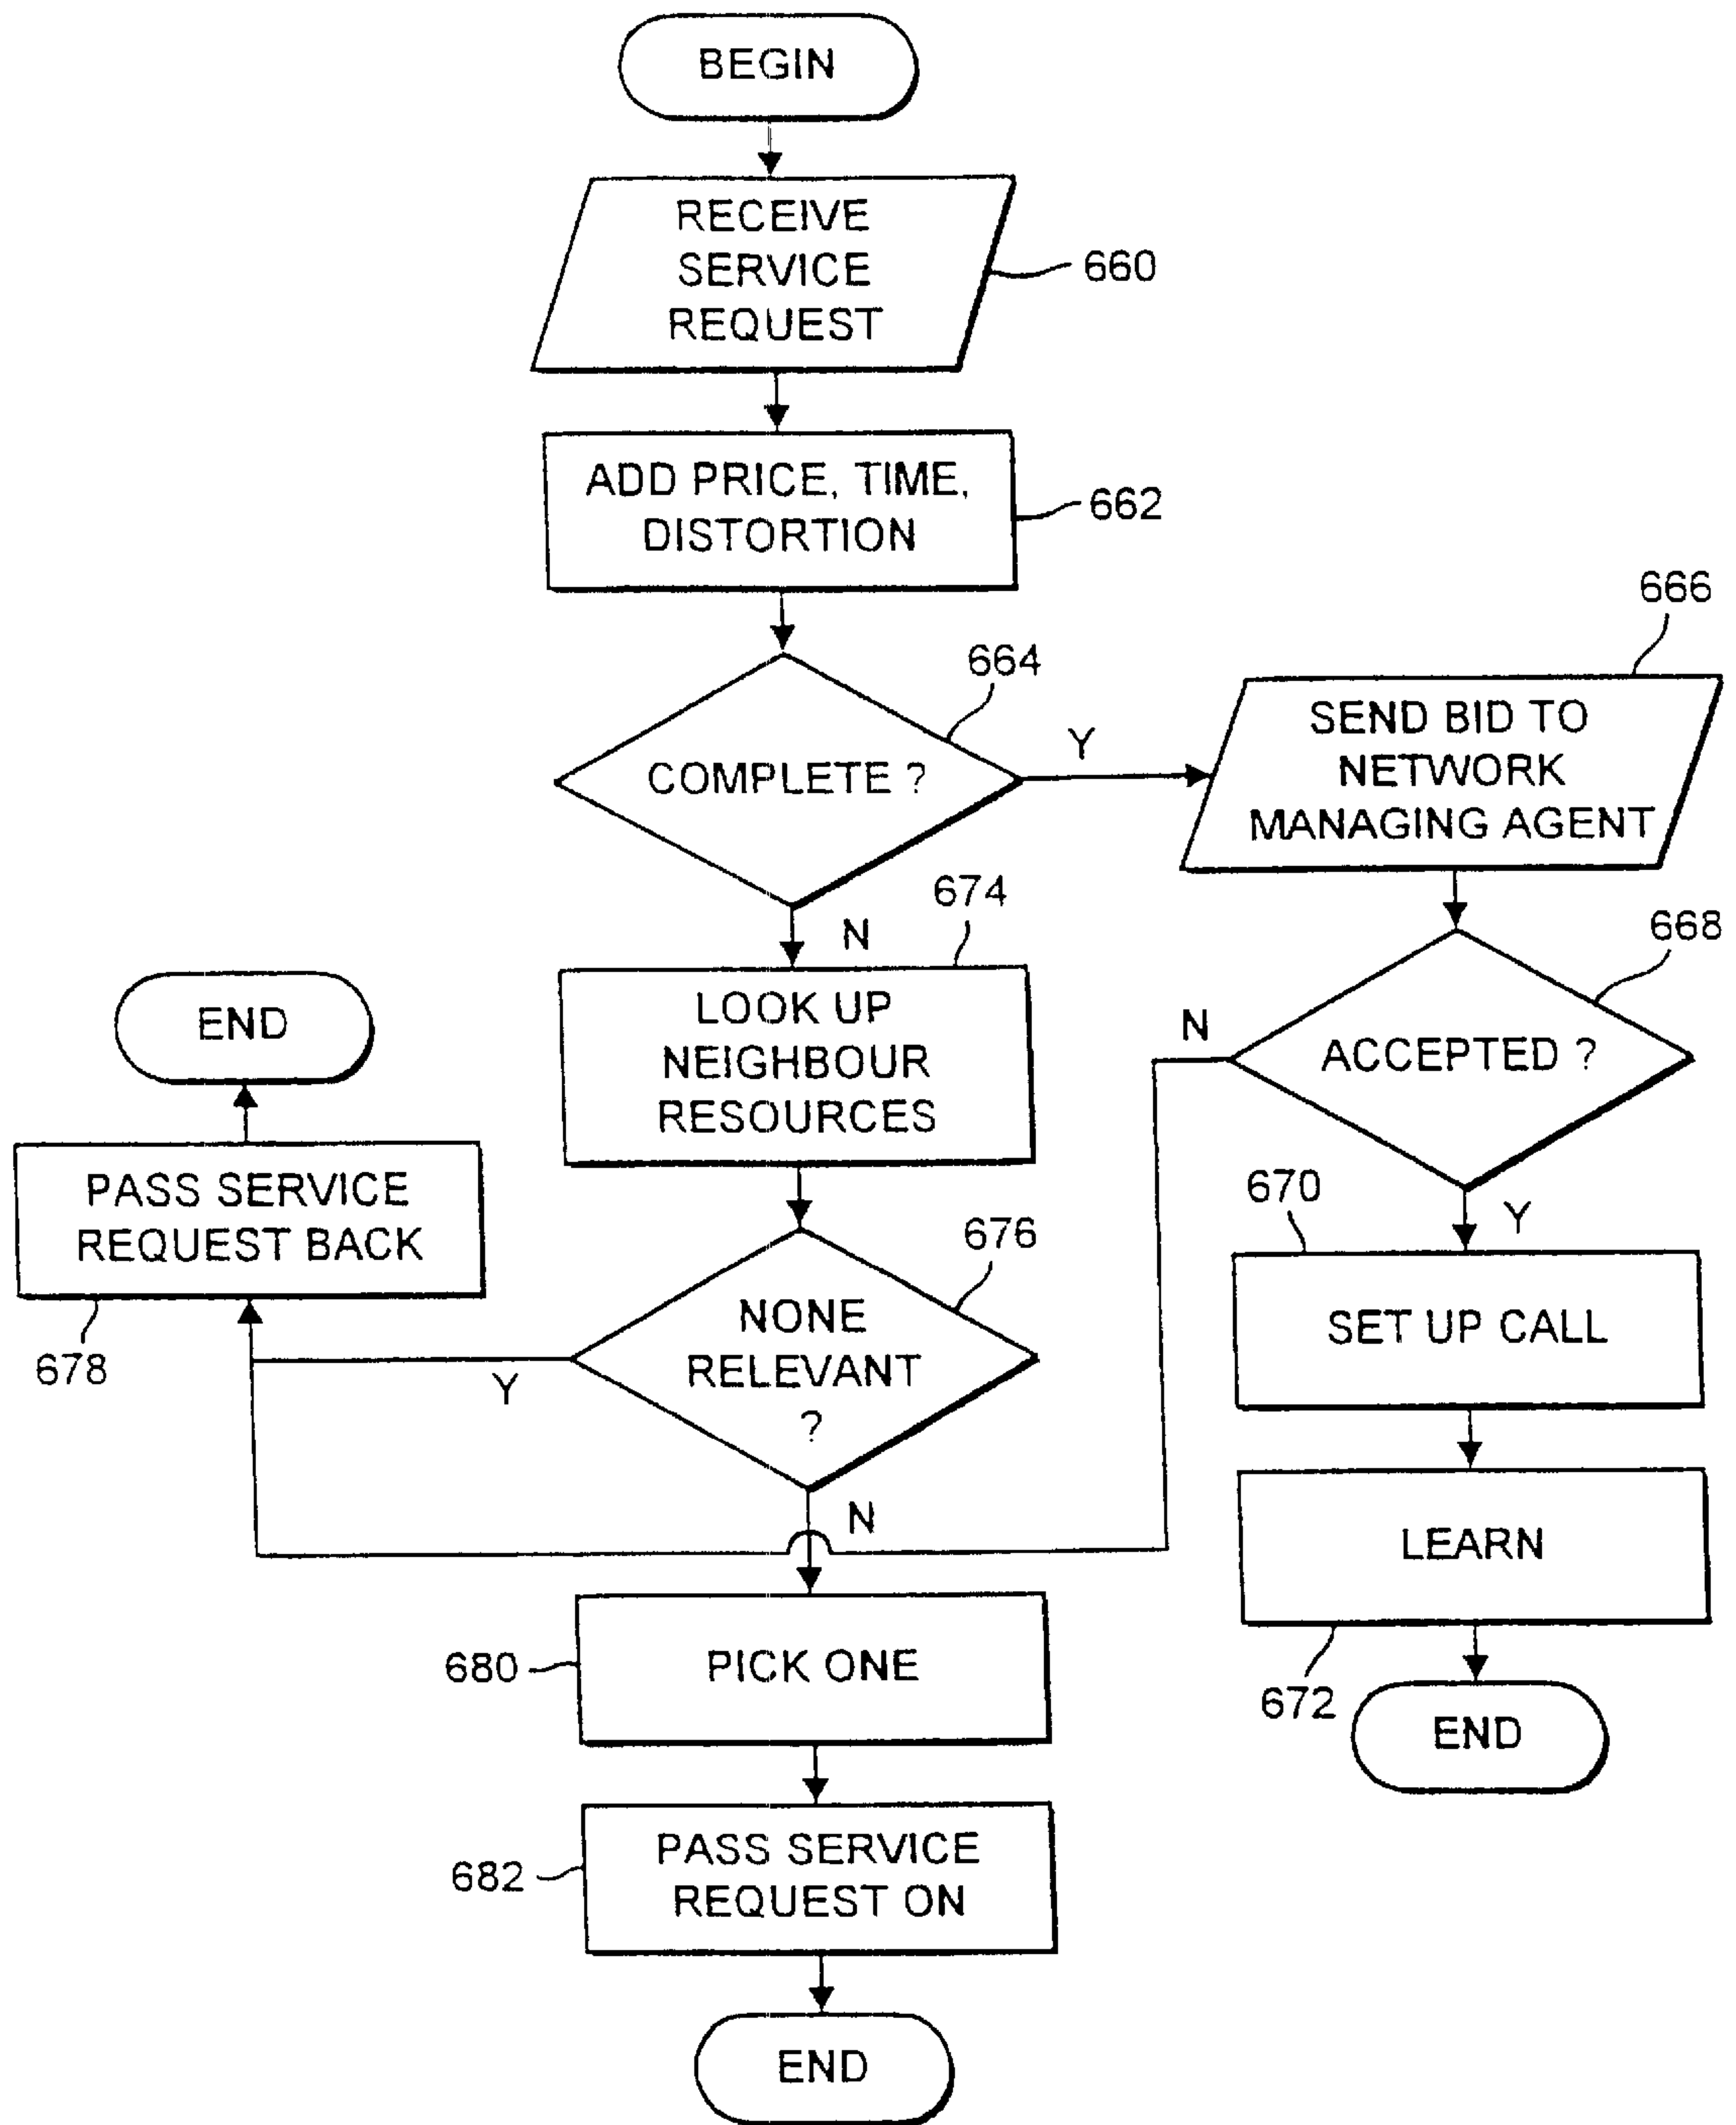 BEGIN
RECEIVE
SERVICE
REQUEST
660
ADD PRICE, TIME,
DISTORTION
662
664
COMPLETE ?
Y
N
666
SEND BID TO
NETWORK
MANAGING AGENT
668
ACCEPTED ?
N
Y
670
SET UP CALL
LEARN
672
END
674
LOOK UP
NEIGHBOUR
RESOURCES
676
NONE
RELEVANT
?
Y
N
END
PASS SERVICE
REQUEST BACK
678
680
PICK ONE
682
PASS SERVICE
REQUEST ON
END